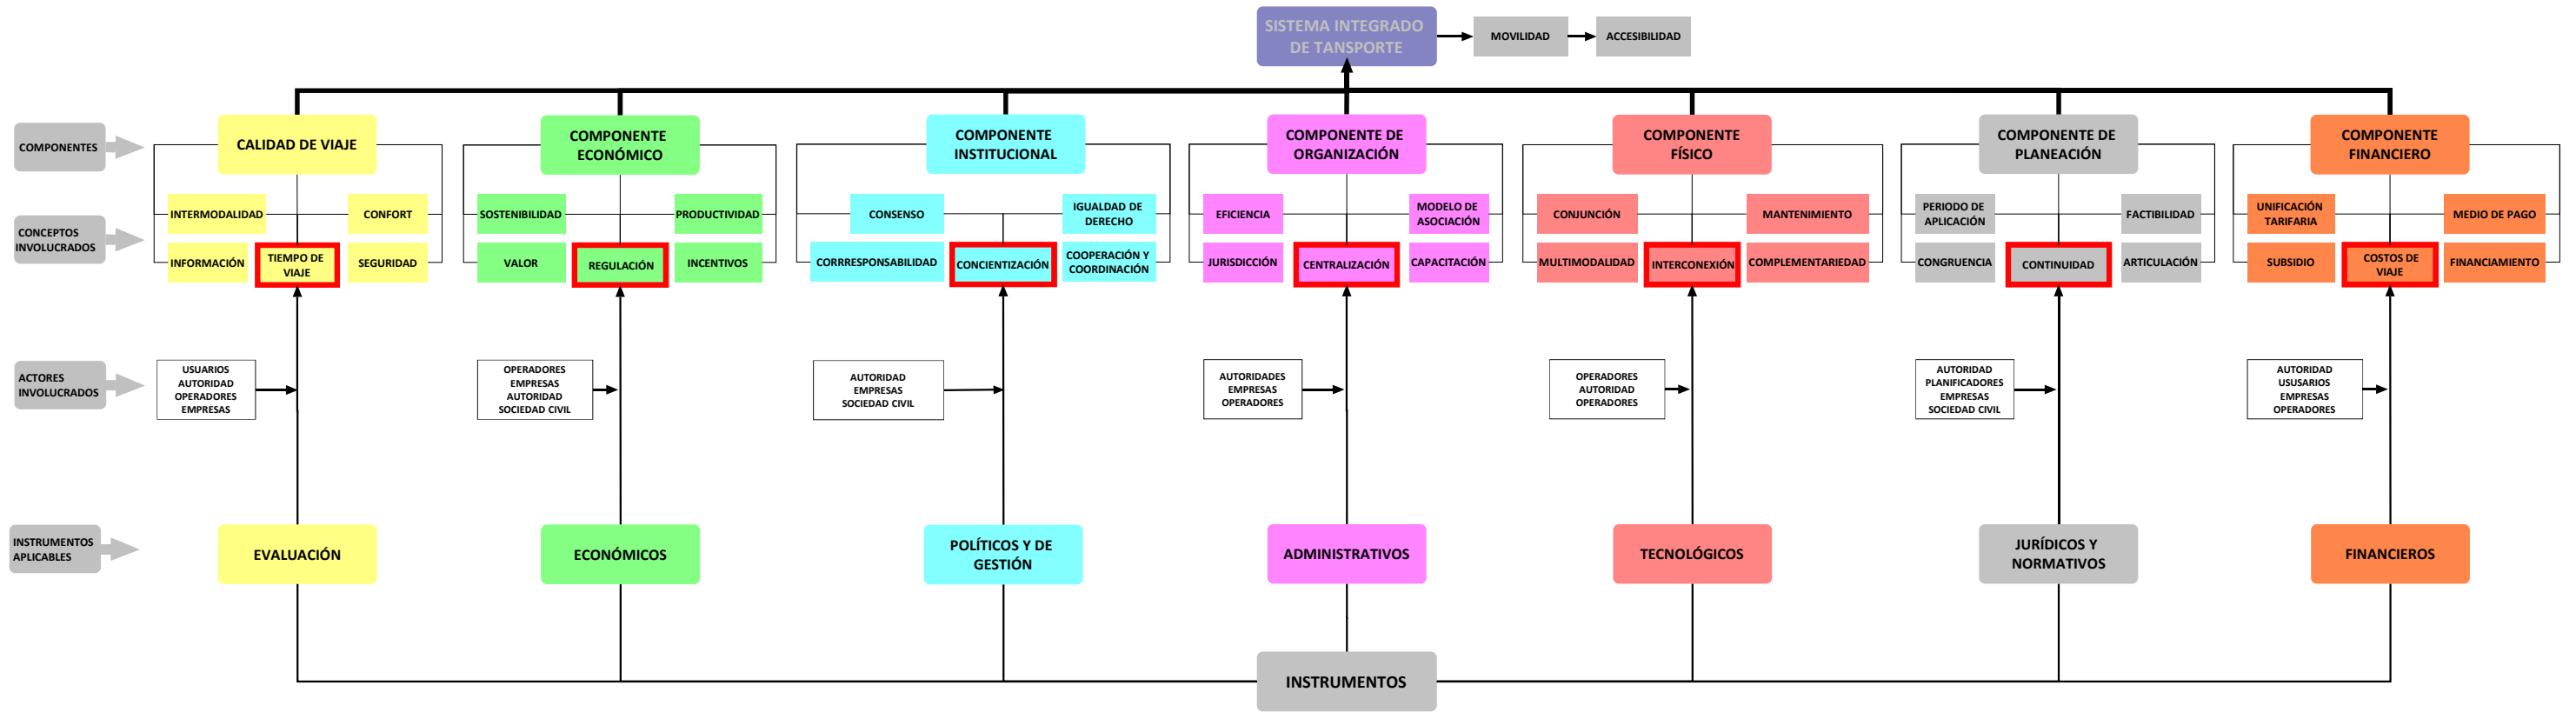 SISTEMA INTEGRADO
DE TANSPORTE
MOVILIDAD
ACCESIBILIDAD
COMPONENTES
CALIDAD DE VIAJE
COMPONENTE
ECONÓMICO
COMPONENTE
INSTITUCIONAL
COMPONENTE DE
ORGANIZACIÓN
COMPONENTE
FÍSICO
COMPONENTE DE
PLANEACIÓN
COMPONENTE
FINANCIERO
CONCEPTOS
INVOLUCRADOS
INTERMODALIDAD
CONFORT
INFORMACIÓN
TIEMPO DE
VIAJE
SEGURIDAD
SOSTENIBILIDAD
PRODUCTIVIDAD
VALOR
REGULACIÓN
INCENTIVOS
CONSENSO
IGUALDAD DE
DERECHO
CORRRESPONSABILIDAD
CONCIENTIZACIÓN
COOPERACIÓN Y
COORDINACIÓN
EFICIENCIA
MODELO DE
ASOCIACIÓN
JURISDICCIÓN
CENTRALIZACIÓN
CAPACITACIÓN
CONJUNCIÓN
MANTENIMIENTO
MULTIMODALIDAD
INTERCONEXIÓN
COMPLEMENTARIEDAD
PERIODO DE
APLICACIÓN
FACTIBILIDAD
CONGRUENCIA
CONTINUIDAD
ARTICULACIÓN
UNIFICACIÓN
TARIFARIA
MEDIO DE PAGO
SUBSIDIO
COSTOS DE
VIAJE
FINANCIAMIENTO
ACTORES
INVOLUCRADOS
USUARIOS
AUTORIDAD
OPERADORES
EMPRESAS
OPERADORES
EMPRESAS
AUTORIDAD
SOCIEDAD CIVIL
AUTORIDAD
EMPRESAS
SOCIEDAD CIVIL
AUTORIDADES
EMPRESAS
OPERADORES
OPERADORES
AUTORIDAD
OPERADORES
AUTORIDAD
PLANIFICADORES
EMPRESAS
SOCIEDAD CIVIL
AUTORIDAD
USUSARIOS
EMPRESAS
OPERADORES
INSTRUMENTOS
APLICABLES
EVALUACIÓN
ECONÓMICOS
POLÍTICOS Y DE
GESTIÓN
ADMINISTRATIVOS
TECNOLÓGICOS
JURÍDICOS Y
NORMATIVOS
FINANCIEROS
INSTRUMENTOS